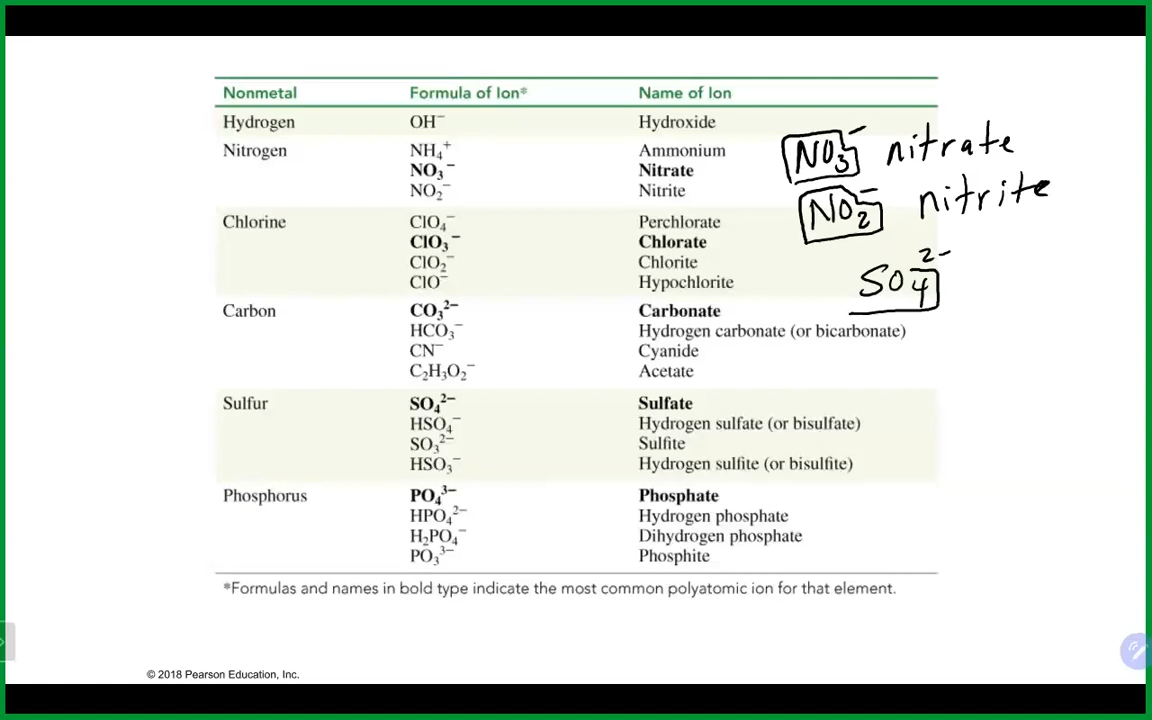 Nonmetal Formula of Ion* Name of Ion
Hydrogen OH⁻ Hydroxide
Nitrogen NH₄⁺ Ammonium
NO₃⁻ Nitrate
NO₂⁻ Nitrite
Chlorine ClO₄⁻ Perchlorate
ClO₃⁻ Chlorate
ClO₂⁻ Chlorite
ClO⁻ Hypochlorite
Carbon CO₃²⁻ Carbonate
HCO₃⁻ Hydrogen carbonate (or bicarbonate)
CN⁻ Cyanide
C₂H₃O₂⁻ Acetate
Sulfur SO₄²⁻ Sulfate
HSO₄⁻ Hydrogen sulfate (or bisulfate)
SO₃²⁻ Sulfite
HSO₃⁻ Hydrogen sulfite (or bisulfite)
Phosphorus PO₄³⁻ Phosphate
HPO₄²⁻ Hydrogen phosphate
H₂PO₄⁻ Dihydrogen phosphate
PO₃³⁻ Phosphite
*Formulas and names in bold type indicate the most common polyatomic ion for that element.
NO₃⁻ nitrate
NO₂⁻ nitrite
SO₄²⁻
© 2018 Pearson Education, Inc.